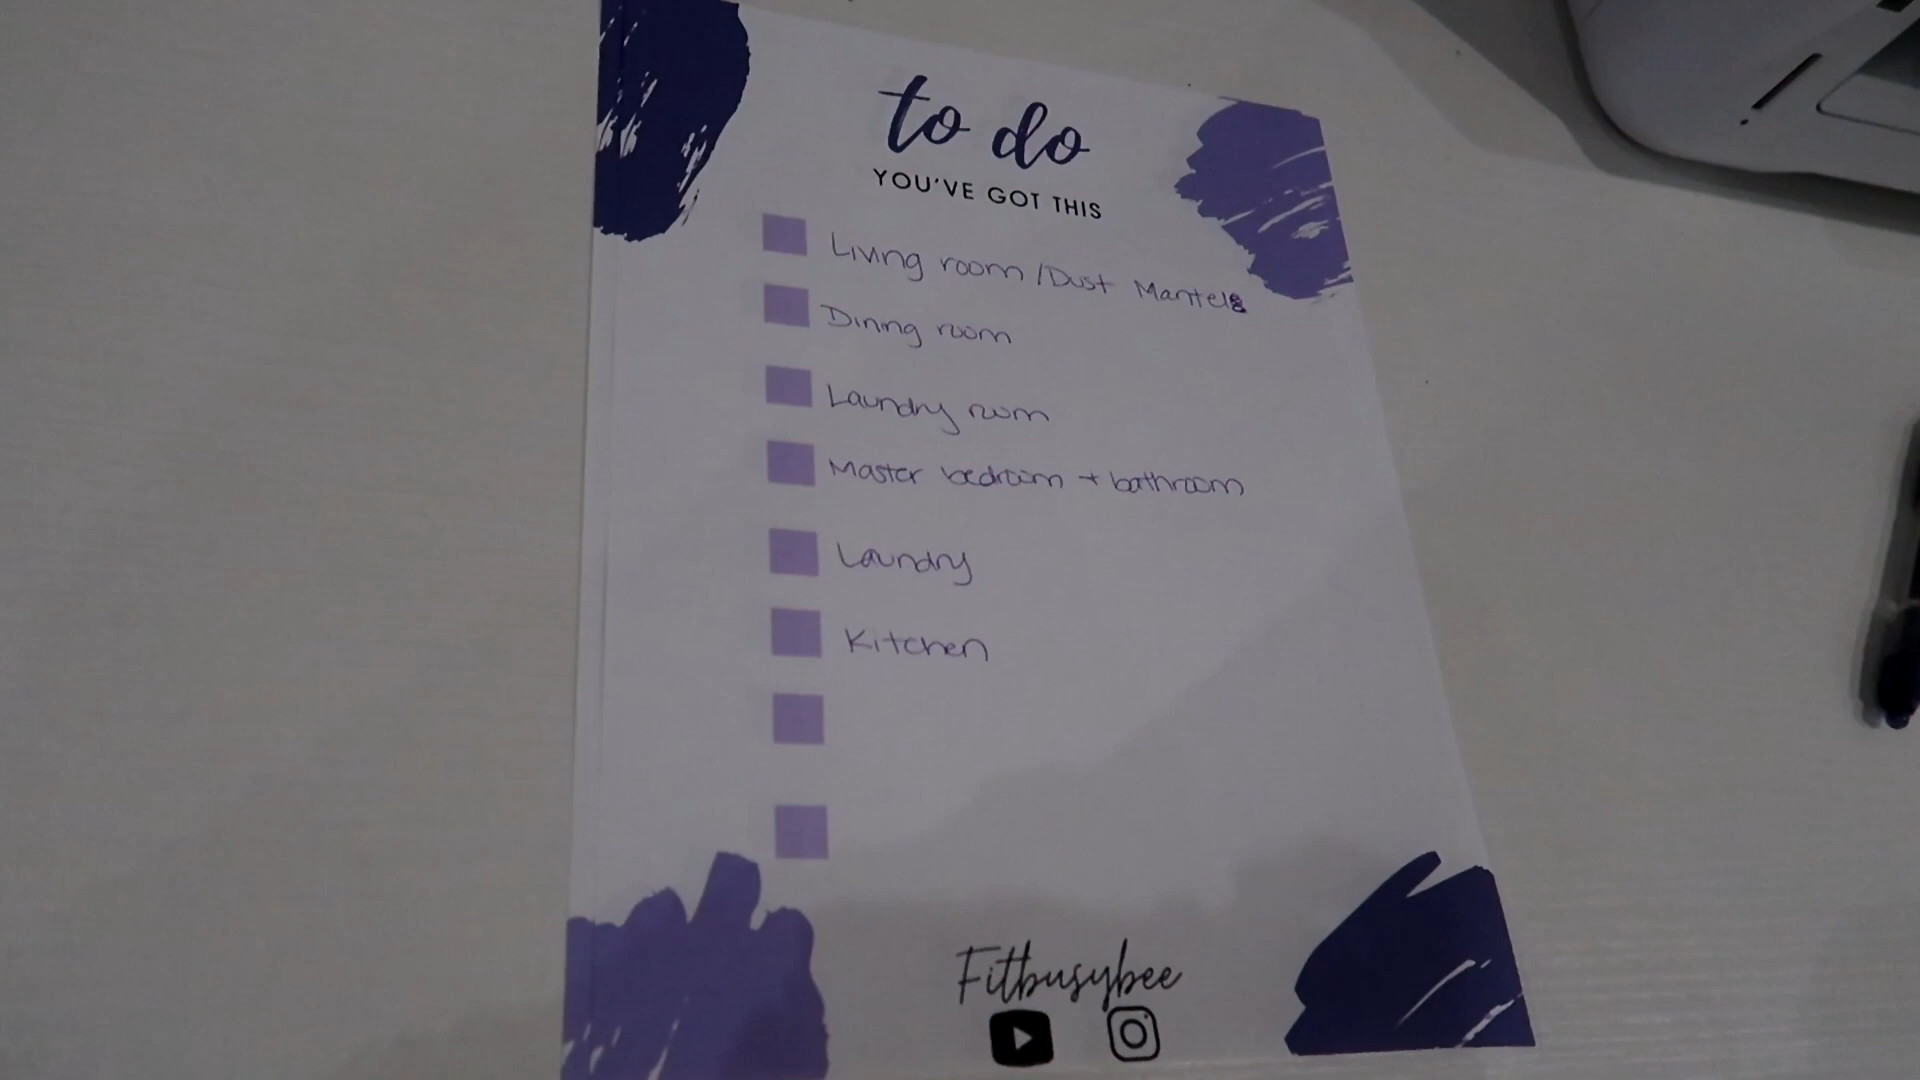 to do
YOU'VE GOT THIS
Living room / Dust Mantels
Dining room
Laundry room
Master bedroom + bathroom
Laundry
Kitchen
Fitbusybee